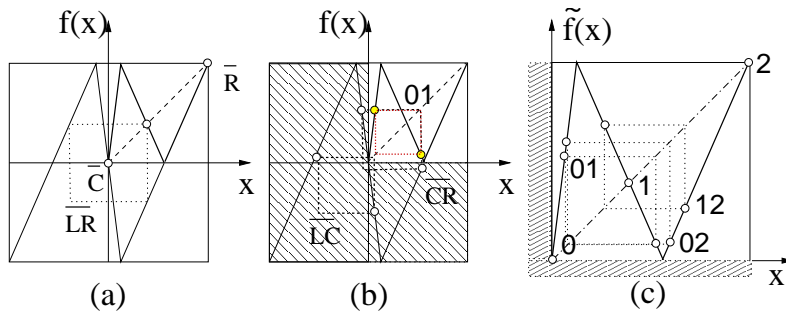 f(x)
R̅
C̅
L̅R̅
x
(a)
f(x)
01
C̅R̅
L̅C̅
x
(b)
f̃(x)
2
01
1
12
02
0
x
(c)